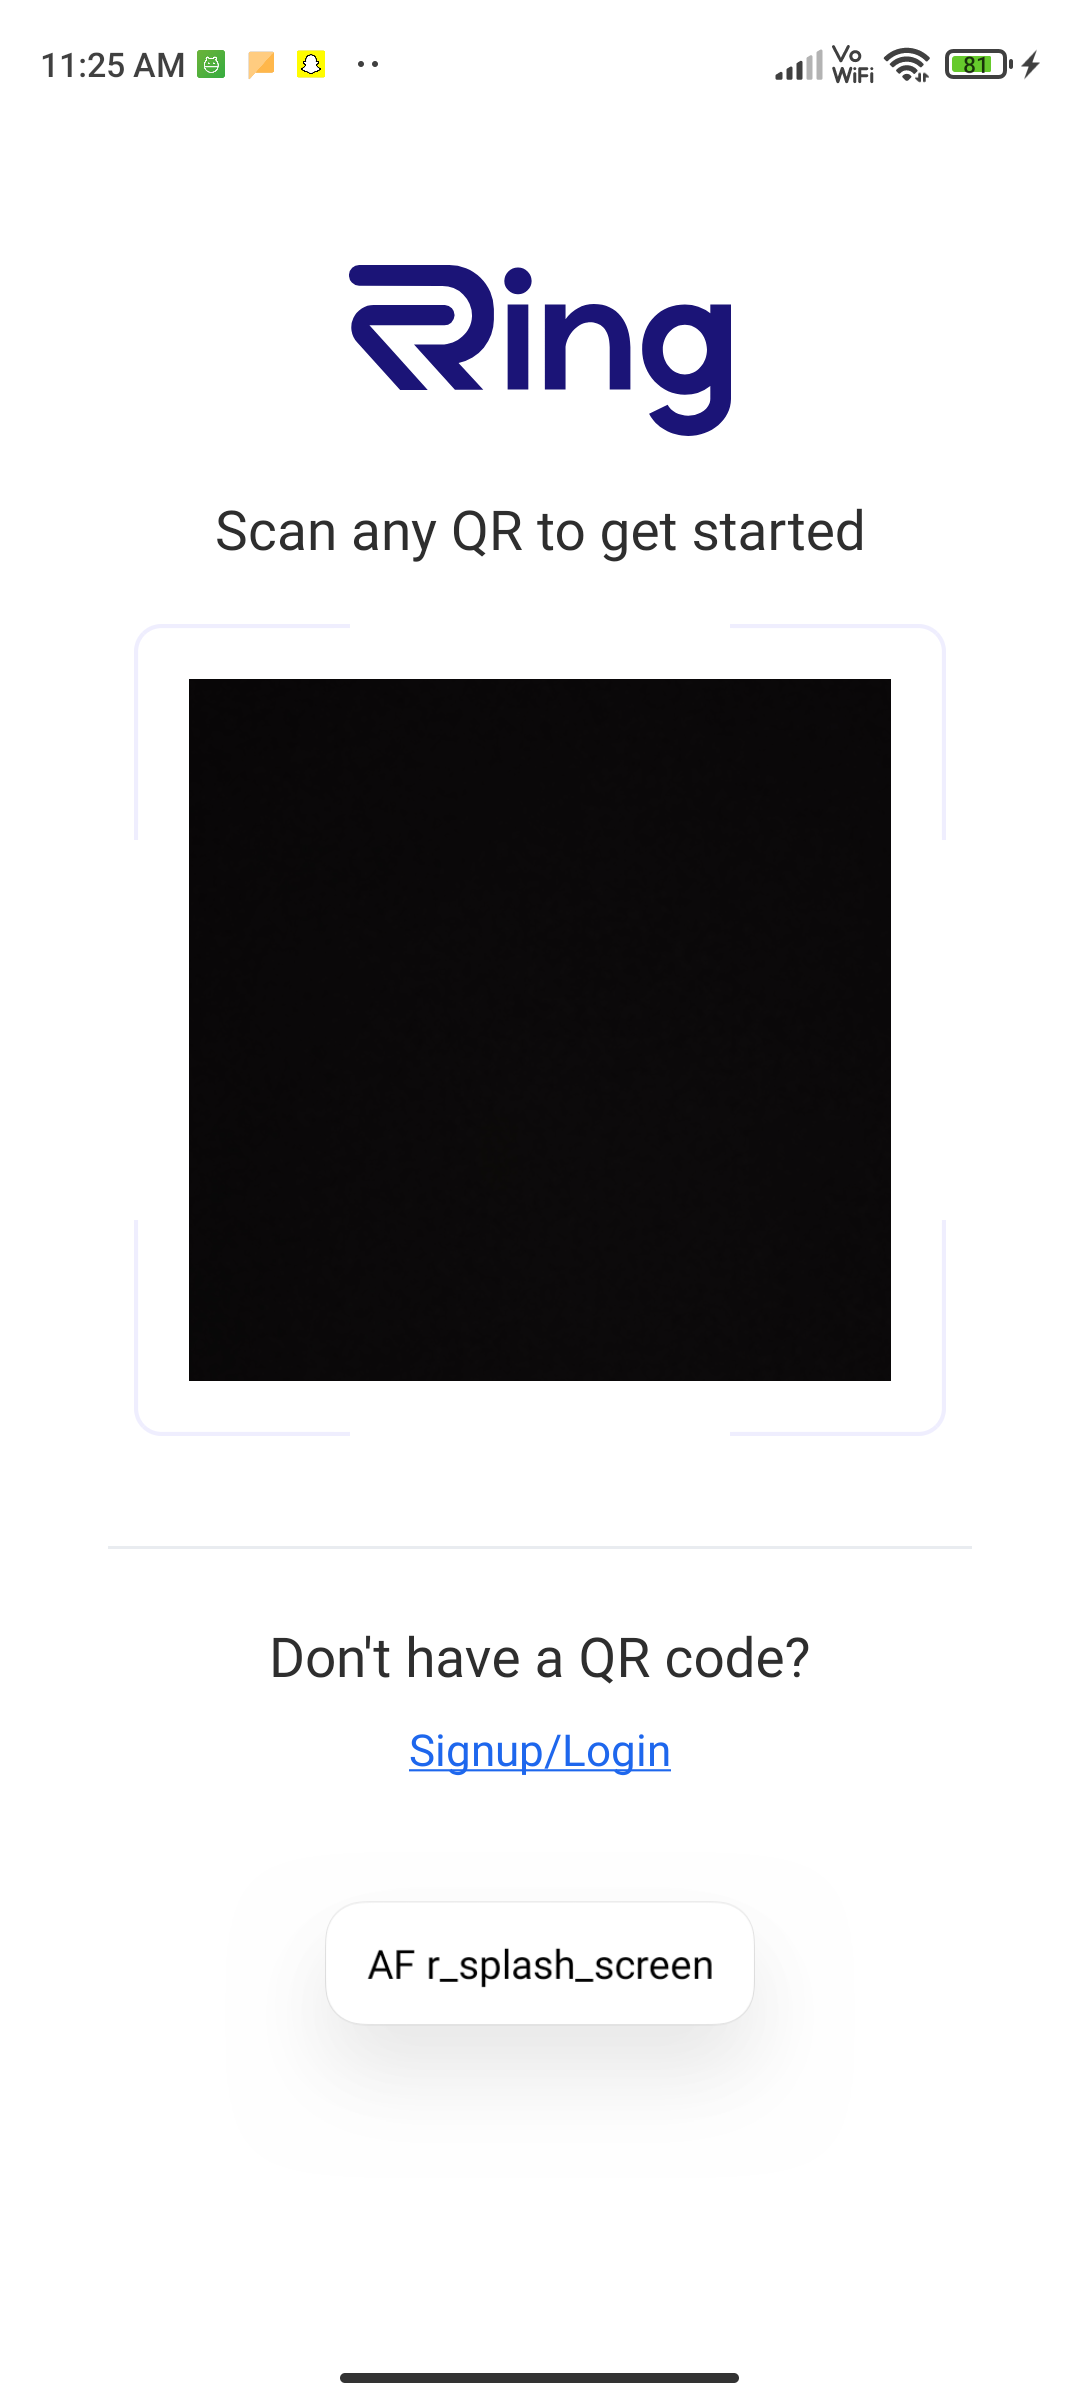 11:25 AM
Vo
WiFi
81
Ring
Scan any QR to get started
Don't have a QR code?
Signup/Login
AF r_splash_screen